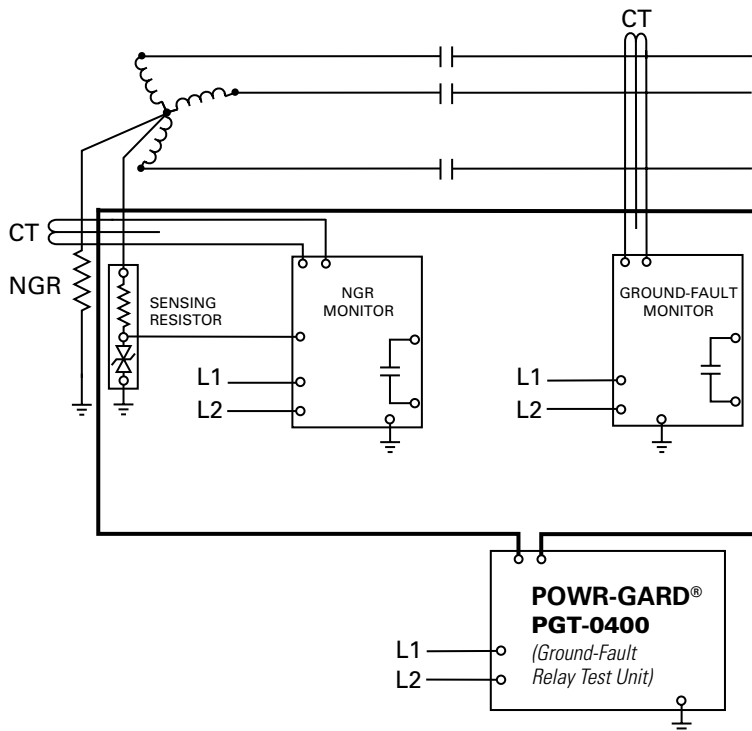 CT
CT
NGR
SENSING
RESISTOR
NGR
MONITOR
L1
L2
GROUND-FAULT
MONITOR
L1
L2
POWR-GARD®
PGT-0400
(Ground-Fault
Relay Test Unit)
L1
L2